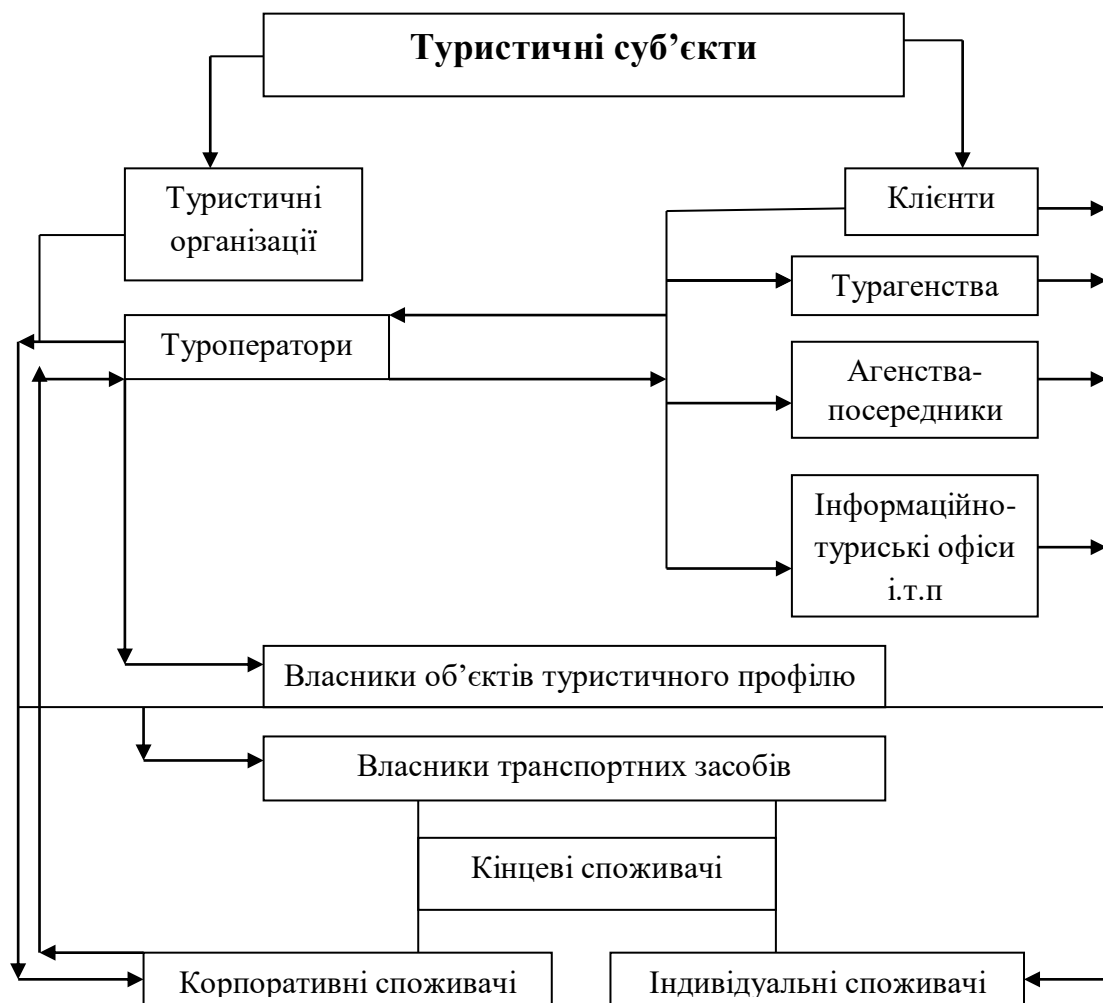 Туристичні суб’єкти
Туристичні
організації
Клієнти
Турагенства
Туроператори
Агенства-
посередники
Інформаційно-
туриські офіси
і.т.п
Власники об’єктів туристичного профілю
Власники транспортних засобів
Кінцеві споживачі
Корпоративні споживачі
Індивідуальні споживачі